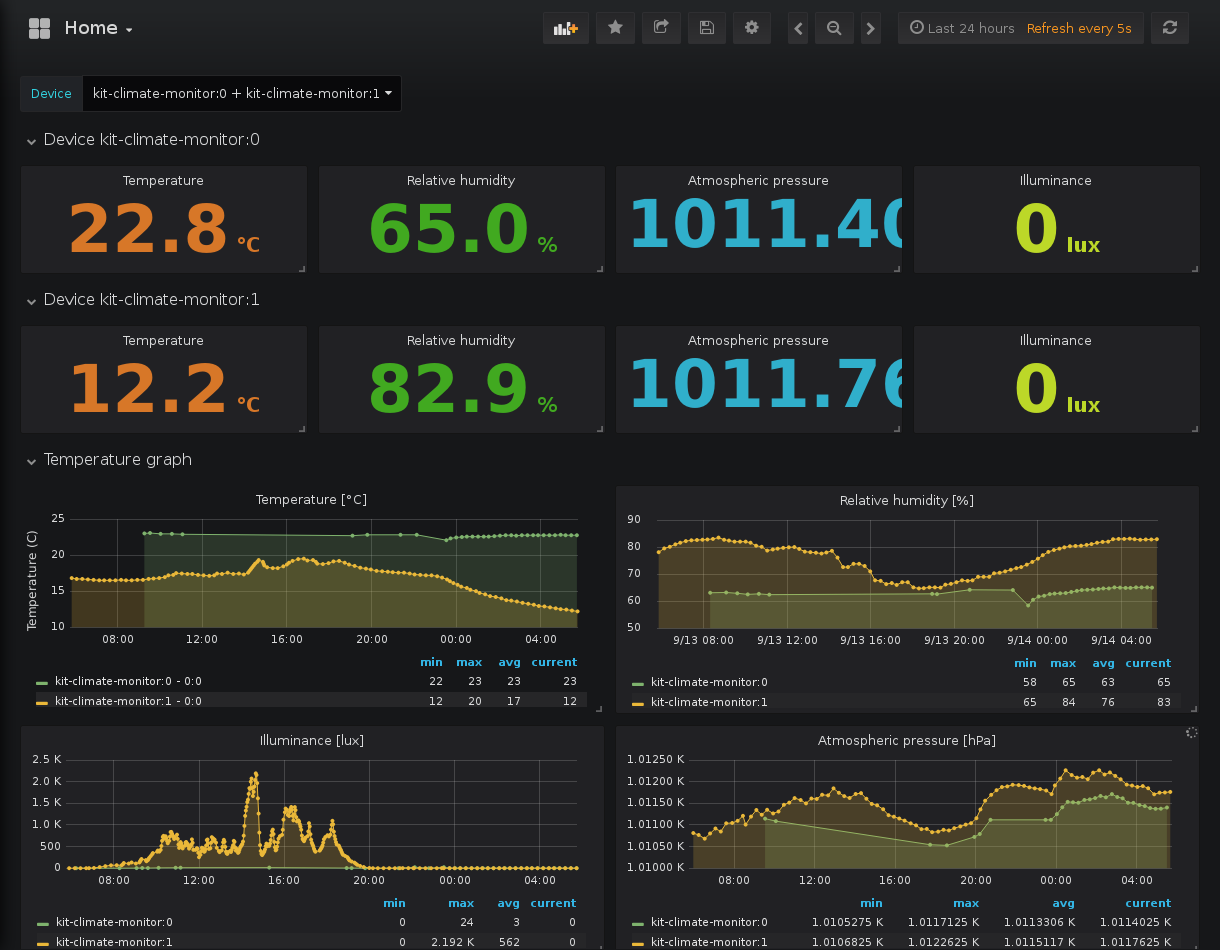 Home
Last 24 hours Refresh every 5s
Device kit-climate-monitor:0 + kit-climate-monitor:1
Device kit-climate-monitor:0
Temperature Relative humidity Atmospheric pressure Illuminance
22.8 °C 65.0 % 1011.40 0 lux
Device kit-climate-monitor:1
Temperature Relative humidity Atmospheric pressure Illuminance
12.2 °C 82.9 % 1011.76 0 lux
Temperature graph
Temperature [°C]
Temperature (C)
25
20
15
10
08:00 12:00 16:00 20:00 00:00 04:00
min max avg current
kit-climate-monitor:0 - 0:0 22 23 23 23
kit-climate-monitor:1 - 0:0 12 20 17 12
Relative humidity [%]
90
80
70
60
50
9/13 08:00 9/13 12:00 9/13 16:00 9/13 20:00 9/14 00:00 9/14 04:00
min max avg current
kit-climate-monitor:0 58 65 63 65
kit-climate-monitor:1 65 84 76 83
Illuminance [lux]
2.5 K
2.0 K
1.5 K
1.0 K
500
0
08:00 12:00 16:00 20:00 00:00 04:00
min max avg current
kit-climate-monitor:0 0 24 3 0
kit-climate-monitor:1 0 2.192 K 562 0
Atmospheric pressure [hPa]
1.01250 K
1.01200 K
1.01150 K
1.01100 K
1.01050 K
1.01000 K
08:00 12:00 16:00 20:00 00:00 04:00
min max avg current
kit-climate-monitor:0 1.0105275 K 1.0117125 K 1.0113306 K 1.0114025 K
kit-climate-monitor:1 1.0106825 K 1.0122625 K 1.0115117 K 1.0117625 K